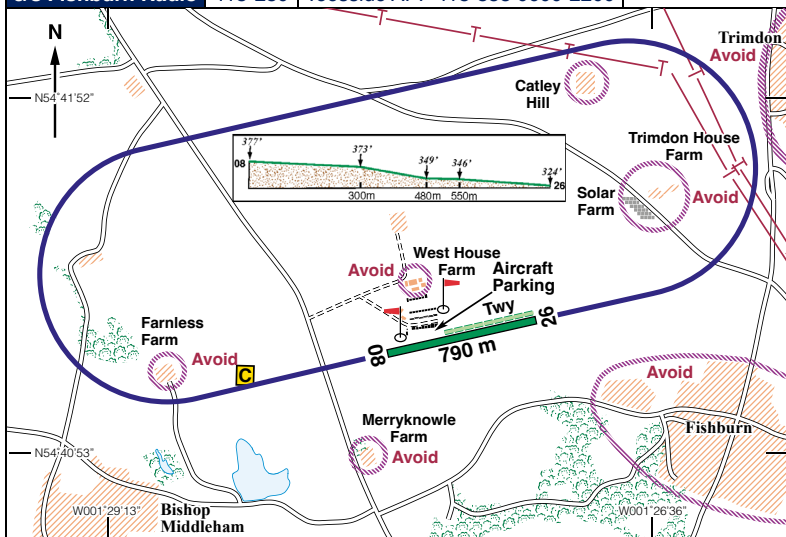 N
N54°41'52"
Catley
Hill
Trimdon
Avoid
377'
373'
349'
346'
324'
08
26
300m
480m
550m
Trimdon House
Farm
Solar
Farm
Avoid
West House
Farm
Avoid
Aircraft
Parking
Twy
08
26
790 m
Farnless
Farm
Avoid
C
Merryknowle
Farm
Avoid
Avoid
Fishburn
N54°40'53"
W001°29'13"
Bishop
Middleham
W001°26'36"